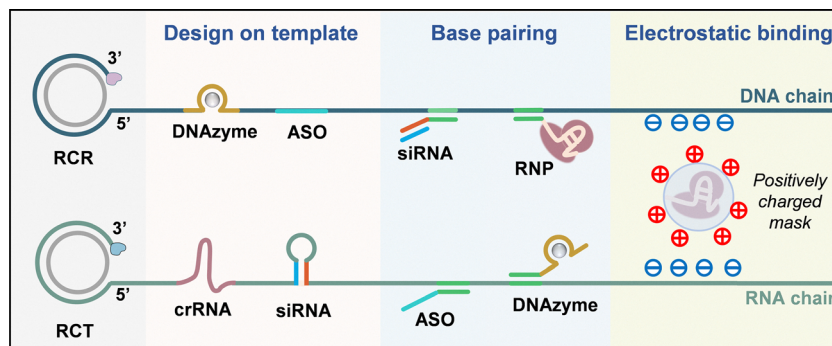 Design on template
Base pairing
Electrostatic binding
3’
5’
RCR
DNAzyme
ASO
siRNA
RNP
DNA chain
⊖ ⊖ ⊖ ⊖
⊕ ⊕ ⊕ ⊕ ⊕ ⊕ ⊕
Positively
charged
mask
3’
5’
RCT
crRNA
siRNA
ASO
DNAzyme
⊖ ⊖ ⊖ ⊖
RNA chain